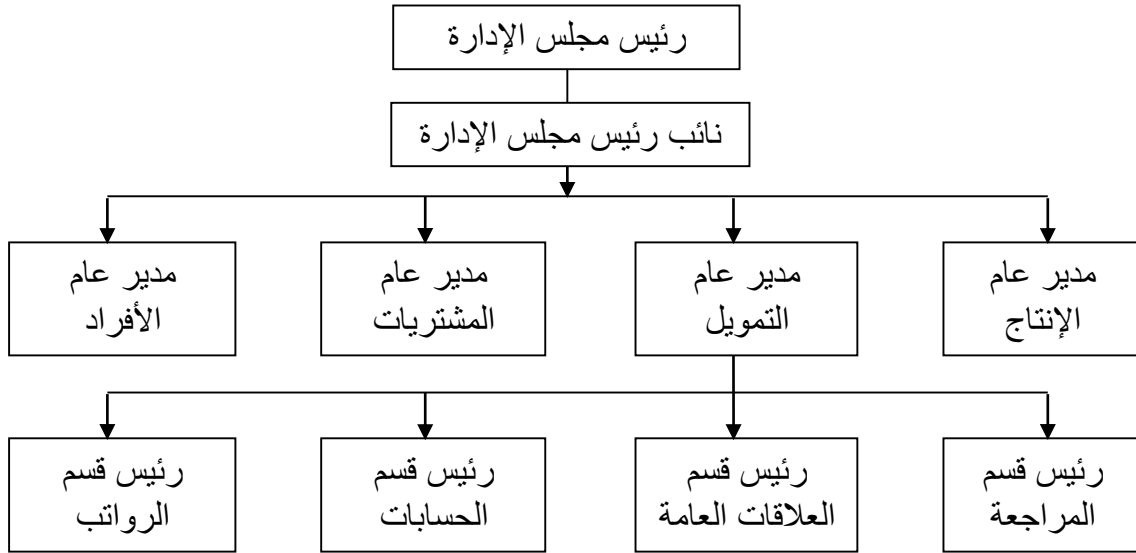 رئيس مجلس الإدارة
نائب رئيس مجلس الإدارة
مدير عام
الإنتاج
مدير عام
التمويل
مدير عام
المشتريات
مدير عام
الأفراد
رئيس قسم
المراجعة
رئيس قسم
العلاقات العامة
رئيس قسم
الحسابات
رئيس قسم
الرواتب